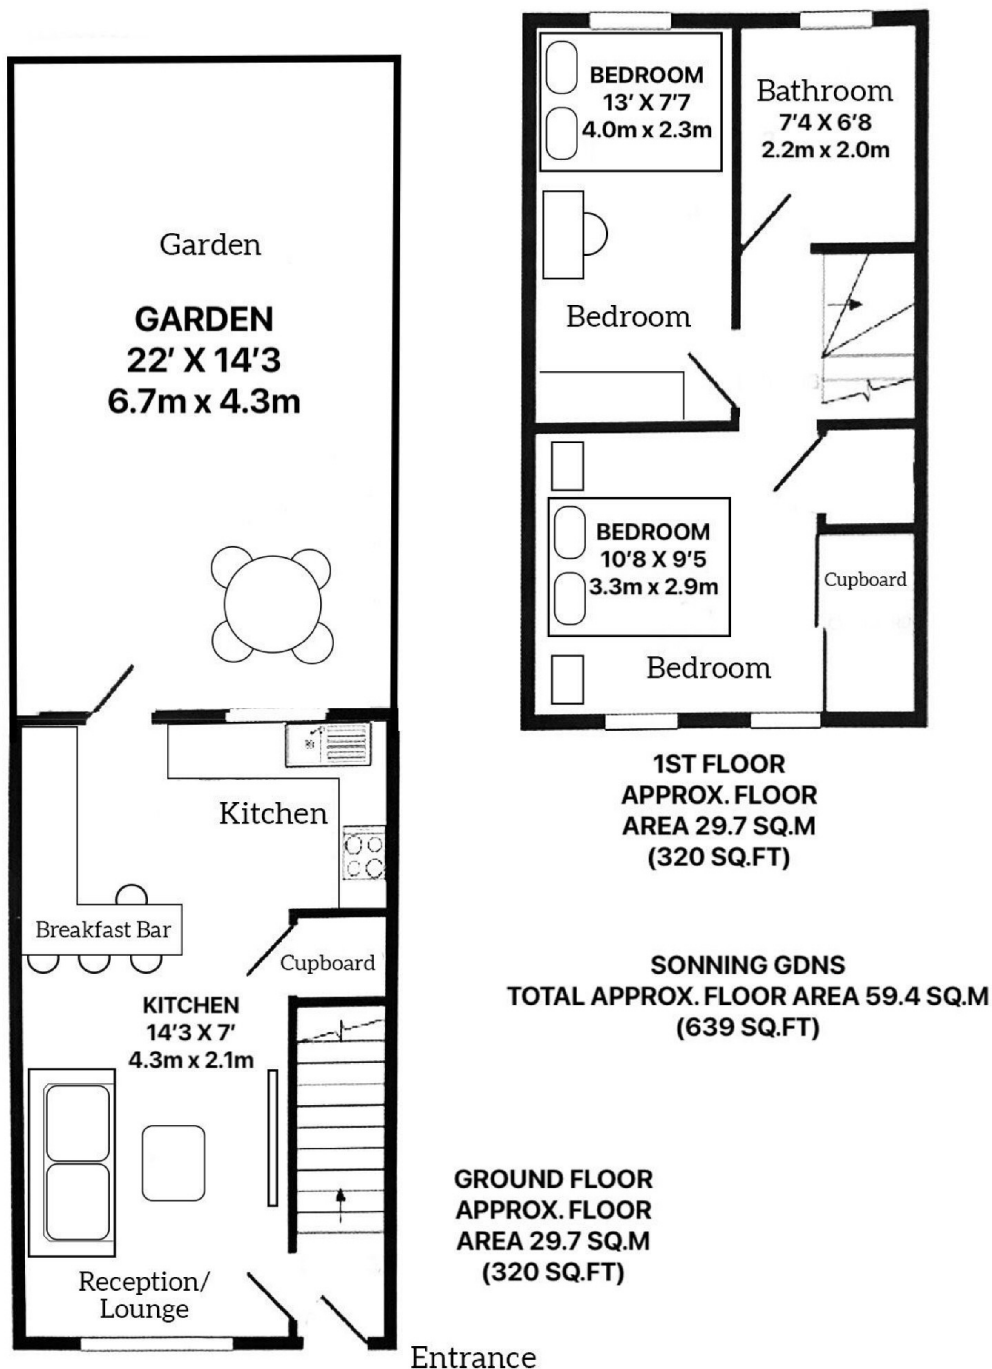 Garden
GARDEN
22' X 14'3
6.7m x 4.3m
Kitchen
Breakfast Bar
Cupboard
KITCHEN
14'3 X 7'
4.3m x 2.1m
Reception/
Lounge
Entrance
BEDROOM
13' X 7'7
4.0m x 2.3m
Bathroom
7'4 X 6'8
2.2m x 2.0m
Bedroom
BEDROOM
10'8 X 9'5
3.3m x 2.9m
Cupboard
Bedroom
1ST FLOOR
APPROX. FLOOR
AREA 29.7 SQ.M
(320 SQ.FT)
SONNING GDNS
TOTAL APPROX. FLOOR AREA 59.4 SQ.M
(639 SQ.FT)
GROUND FLOOR
APPROX. FLOOR
AREA 29.7 SQ.M
(320 SQ.FT)